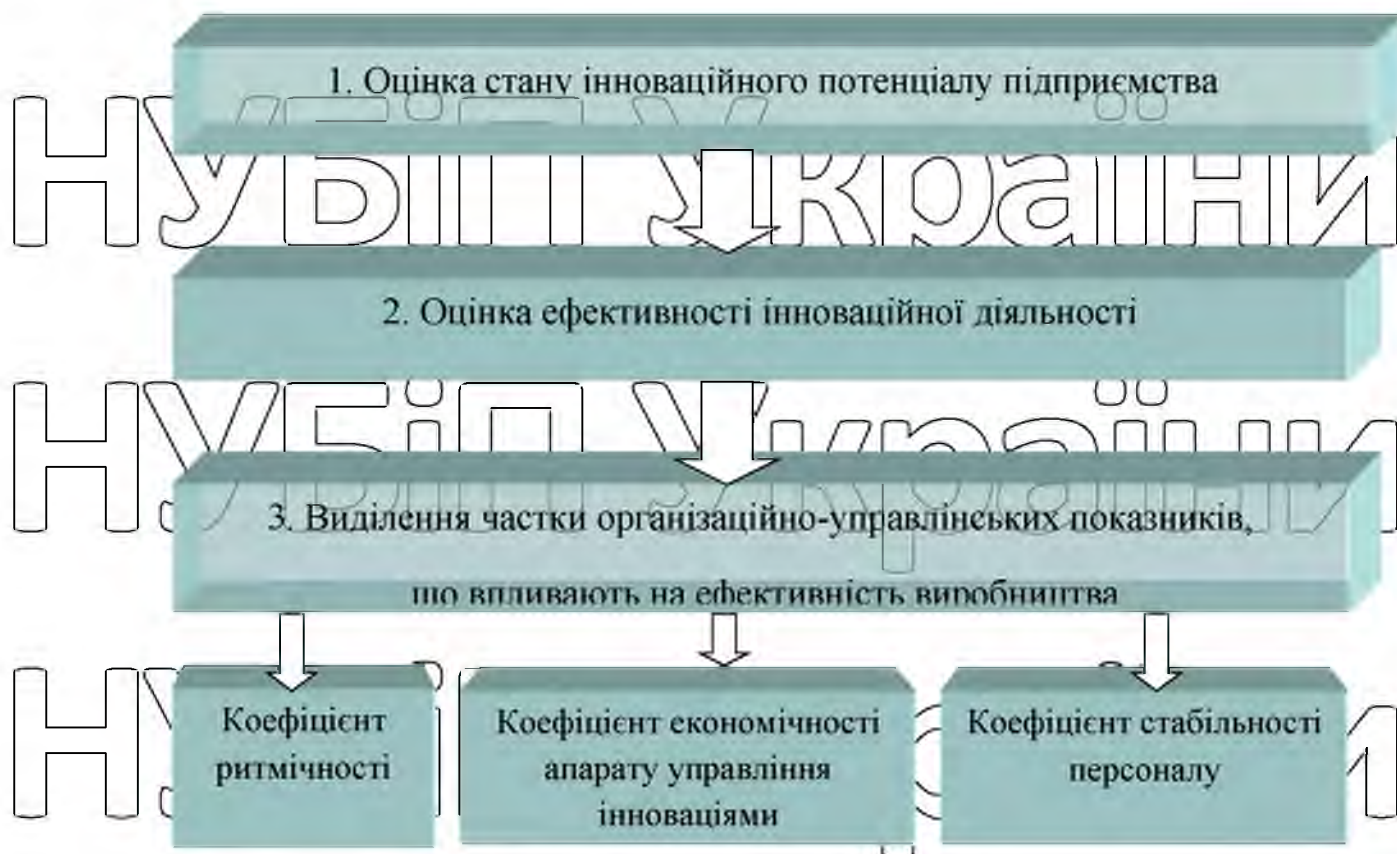 1. Оцінка стану інноваційного потенціалу підприємства
НУБіП України
2. Оцінка ефективності інноваційної діяльності
НУБіП України
3. Виділення частки організаційно-управлінських показників,
що впливають на ефективність виробництва
Коефіцієнт
ритмічності
Коефіцієнт економічності
апарату управління
інноваціями
Коефіцієнт стабільності
персоналу